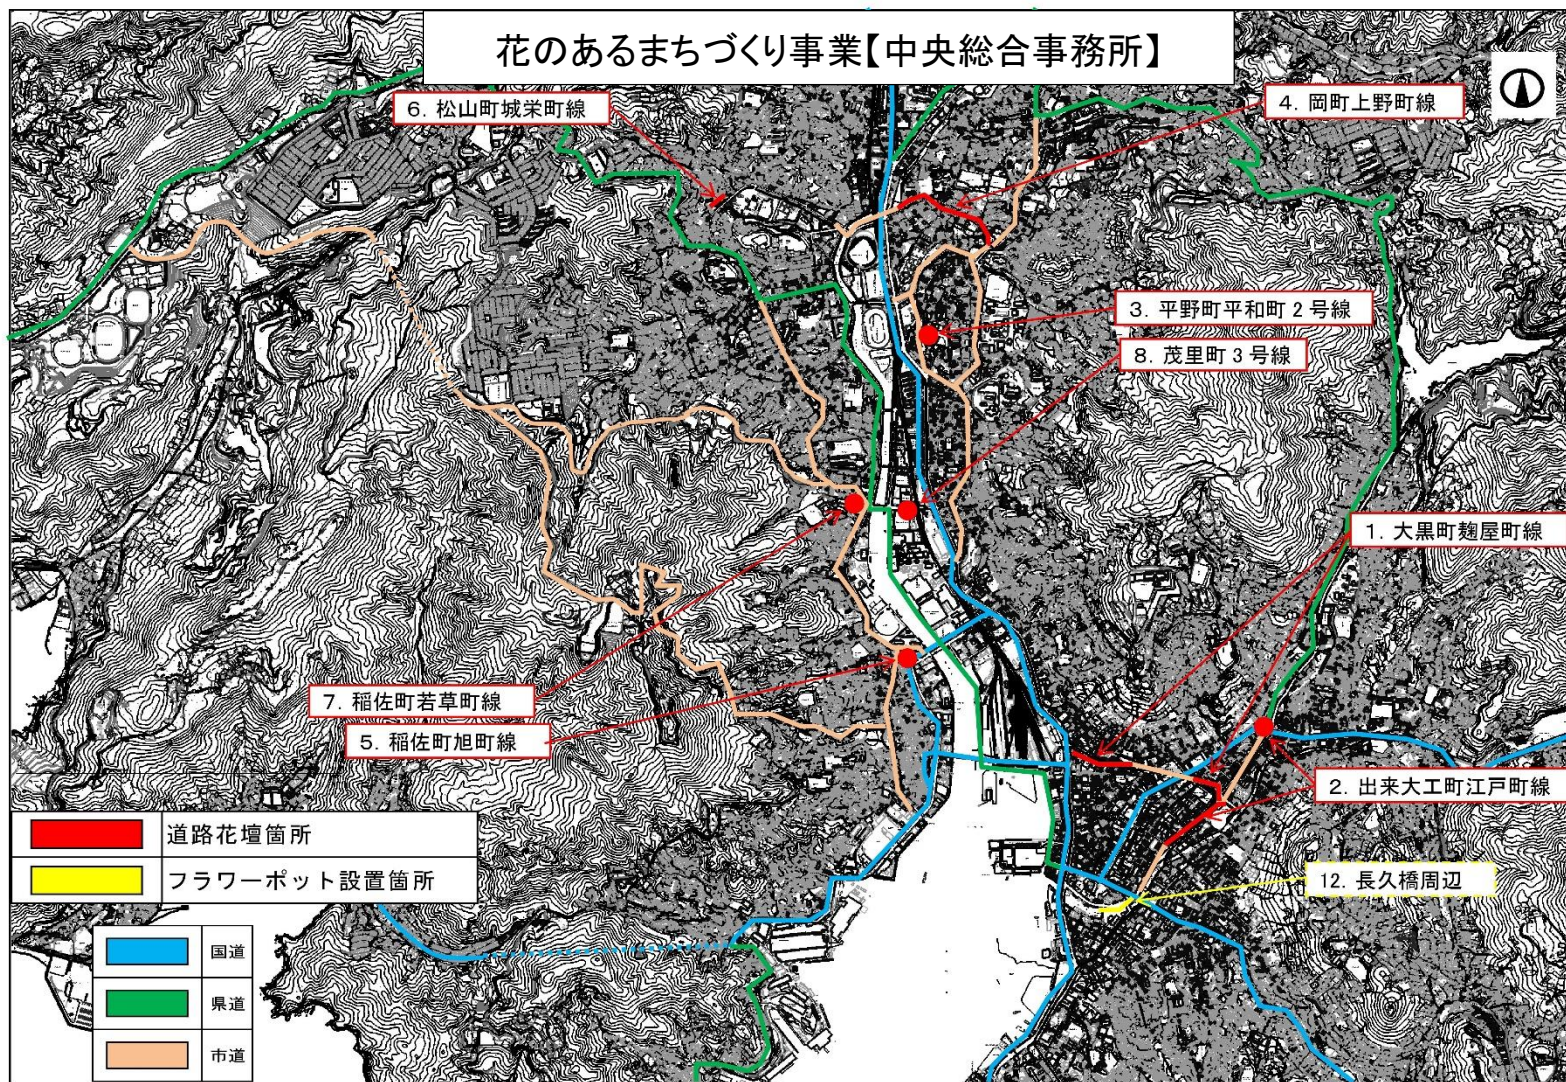 花のあるまちづくり事業【中央総合事務所】
6. 松山町城栄町線
4. 岡町上野町線
3. 平野町平和町2号線
8. 茂里町3号線
1. 大黒町麹屋町線
7. 稲佐町若草町線
5. 稲佐町旭町線
2. 出来大工町江戸町線
12. 長久橋周辺
道路花壇箇所
フラワーポット設置箇所
国道
県道
市道